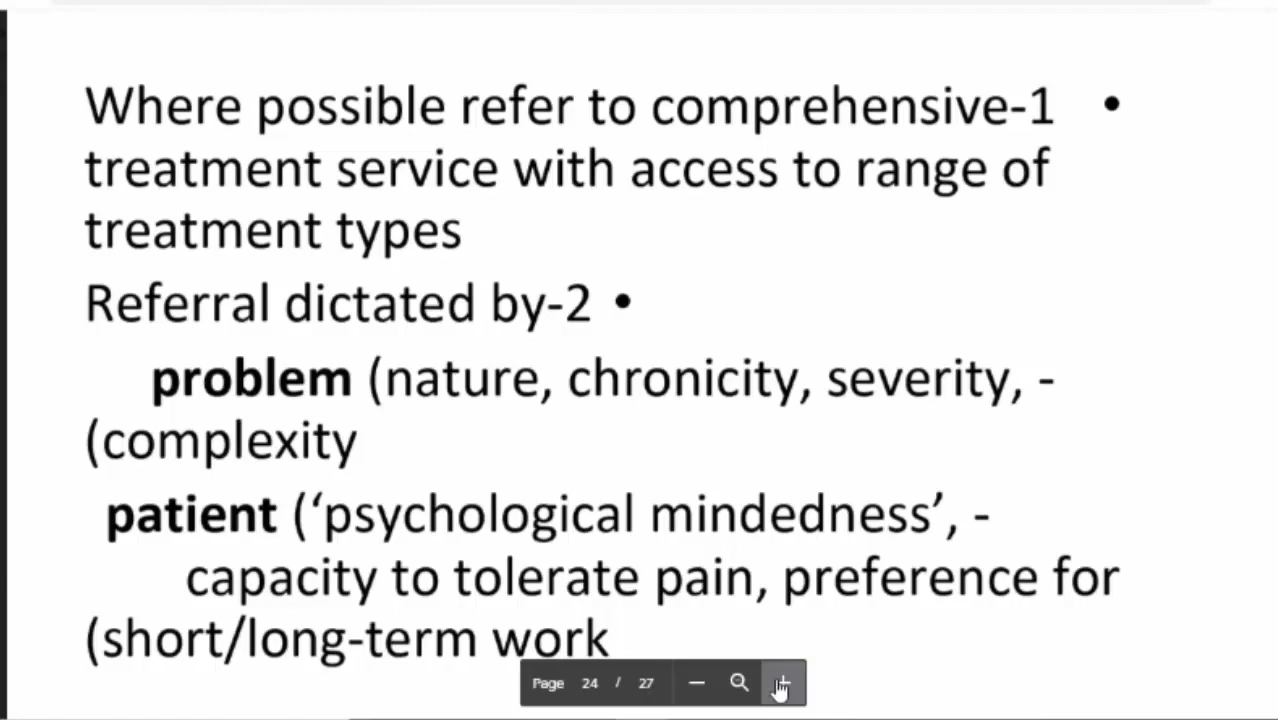 Where possible refer to comprehensive-1 •
treatment service with access to range of
treatment types
Referral dictated by-2 •
problem (nature, chronicity, severity, -
(complexity
patient (‘psychological mindedness’, -
capacity to tolerate pain, preference for
(short/long-term work
Page 24 / 27